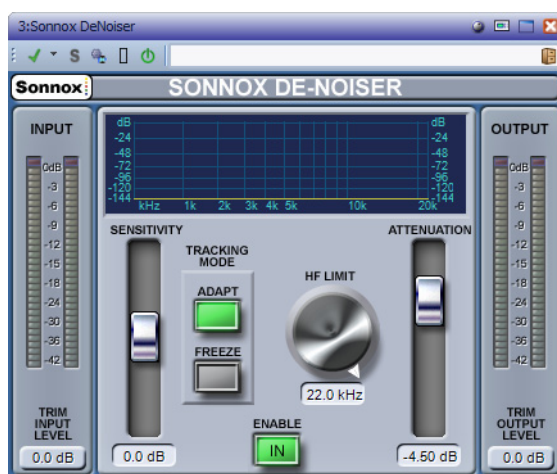 3:Sonnox DeNoiser
S
Sonnox
SONNOX DE-NOISER
INPUT
0dB
-3
-6
-9
-12
-15
-18
-24
-30
-36
-42
TRIM
INPUT
LEVEL
0.0 dB
dB dB
-24 -24
-48 -48
-72 -72
-96 -96
-120 -120
-144 -144
kHz 1k 2k 3k 4k 5k 10k 20k
SENSITIVITY
0.0 dB
TRACKING
MODE
ADAPT
FREEZE
HF LIMIT
22.0 kHz
ENABLE
IN
ATTENUATION
-4.50 dB
OUTPUT
0dB
-3
-6
-9
-12
-15
-18
-24
-30
-36
-42
TRIM
OUTPUT
LEVEL
0.0 dB